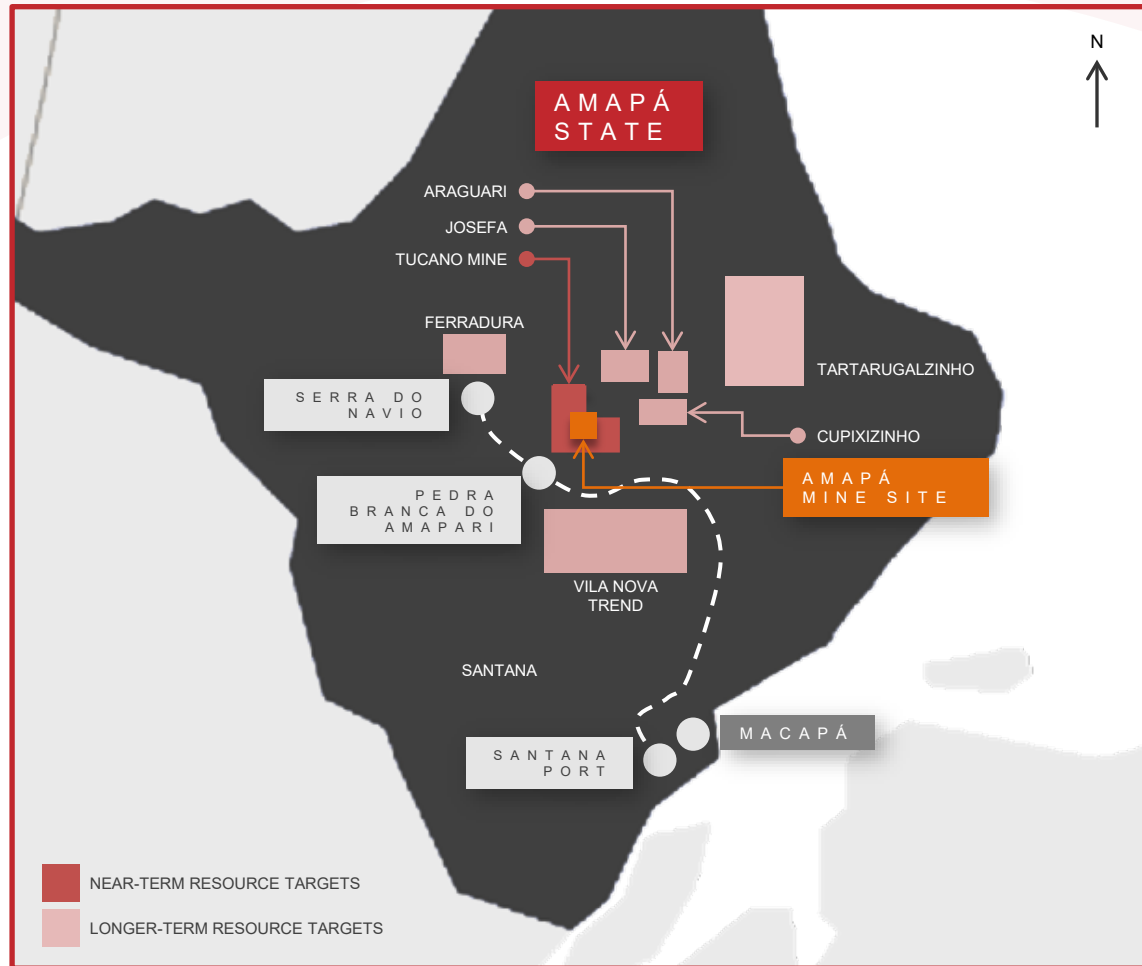 N
AMAPÁ
STATE
ARAGUARI
JOSEFA
TUCANO MINE
FERRADURA
TARTARUGALZINHO
SERRA DO
NAVIO
CUPIXIZINHO
AMAPÁ
MINE SITE
PEDRA
BRANCA DO
AMAPARI
VILA NOVA
TREND
SANTANA
MACAPÁ
SANTANA
PORT
NEAR-TERM RESOURCE TARGETS
LONGER-TERM RESOURCE TARGETS